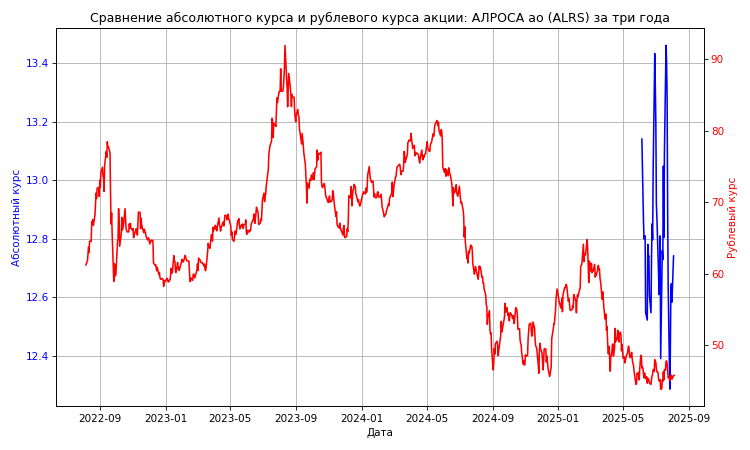 Сравнение абсолютного курса и рублевого курса акции: АЛРОСА ао (ALRS) за три года
13.4
13.2
13.0
12.8
12.6
12.4
Абсолютный курс
90
80
70
60
50
Рублевый курс
2022-09 2023-01 2023-05 2023-09 2024-01 2024-05 2024-09 2025-01 2025-05 2025-09
Дата